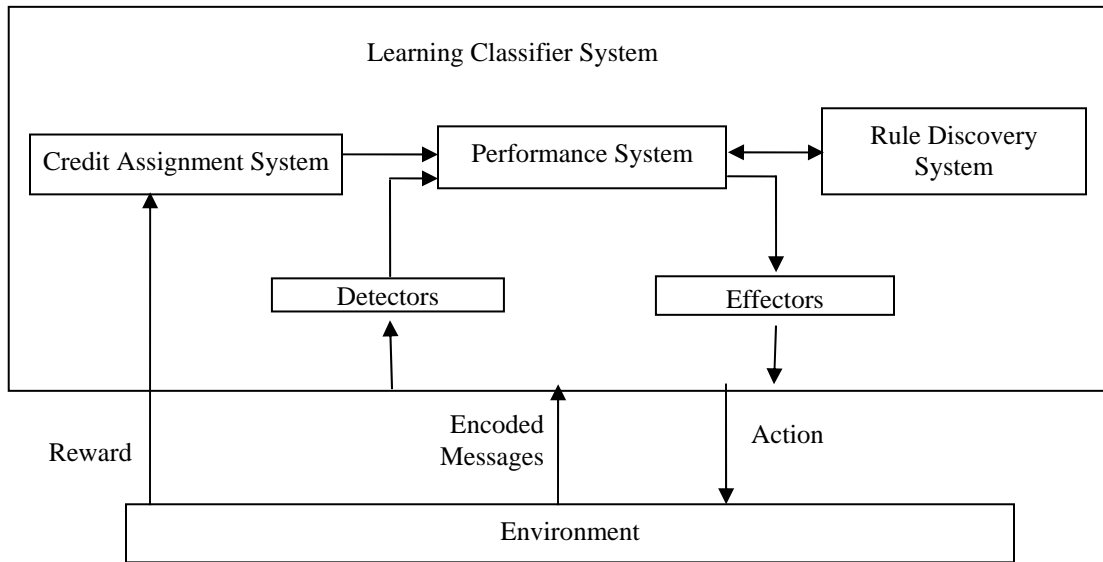 Learning Classifier System
Credit Assignment System
Performance System
Rule Discovery
System
Detectors
Effectors
Reward
Encoded
Messages
Action
Environment